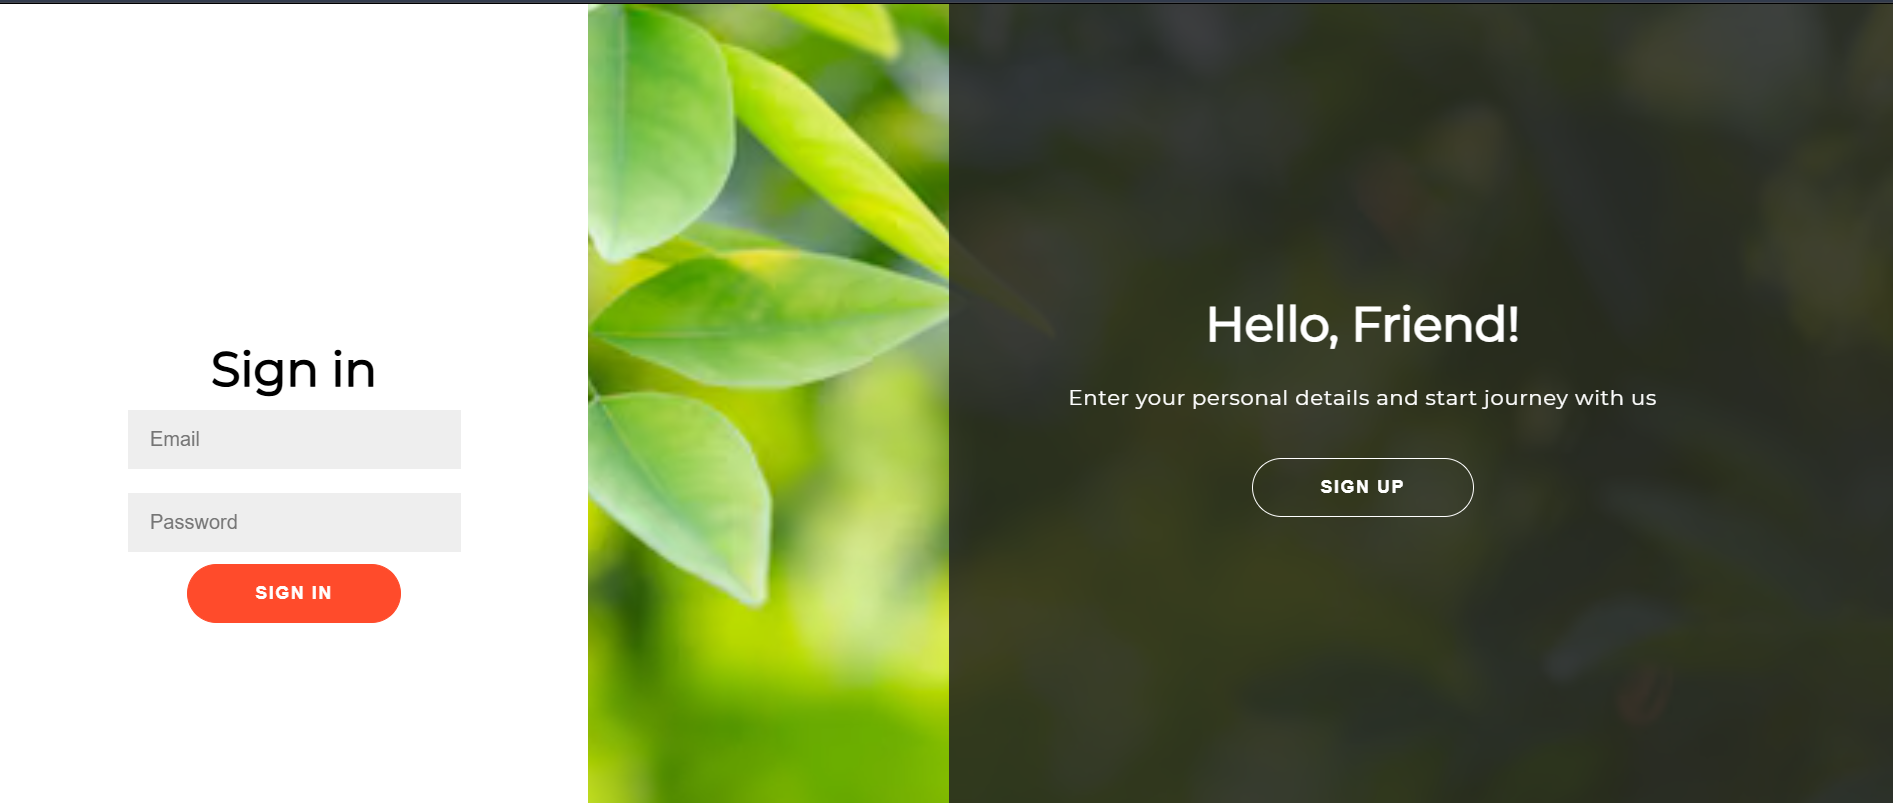 Sign in
Email
Password
SIGN IN
Hello, Friend!
Enter your personal details and start journey with us
SIGN UP